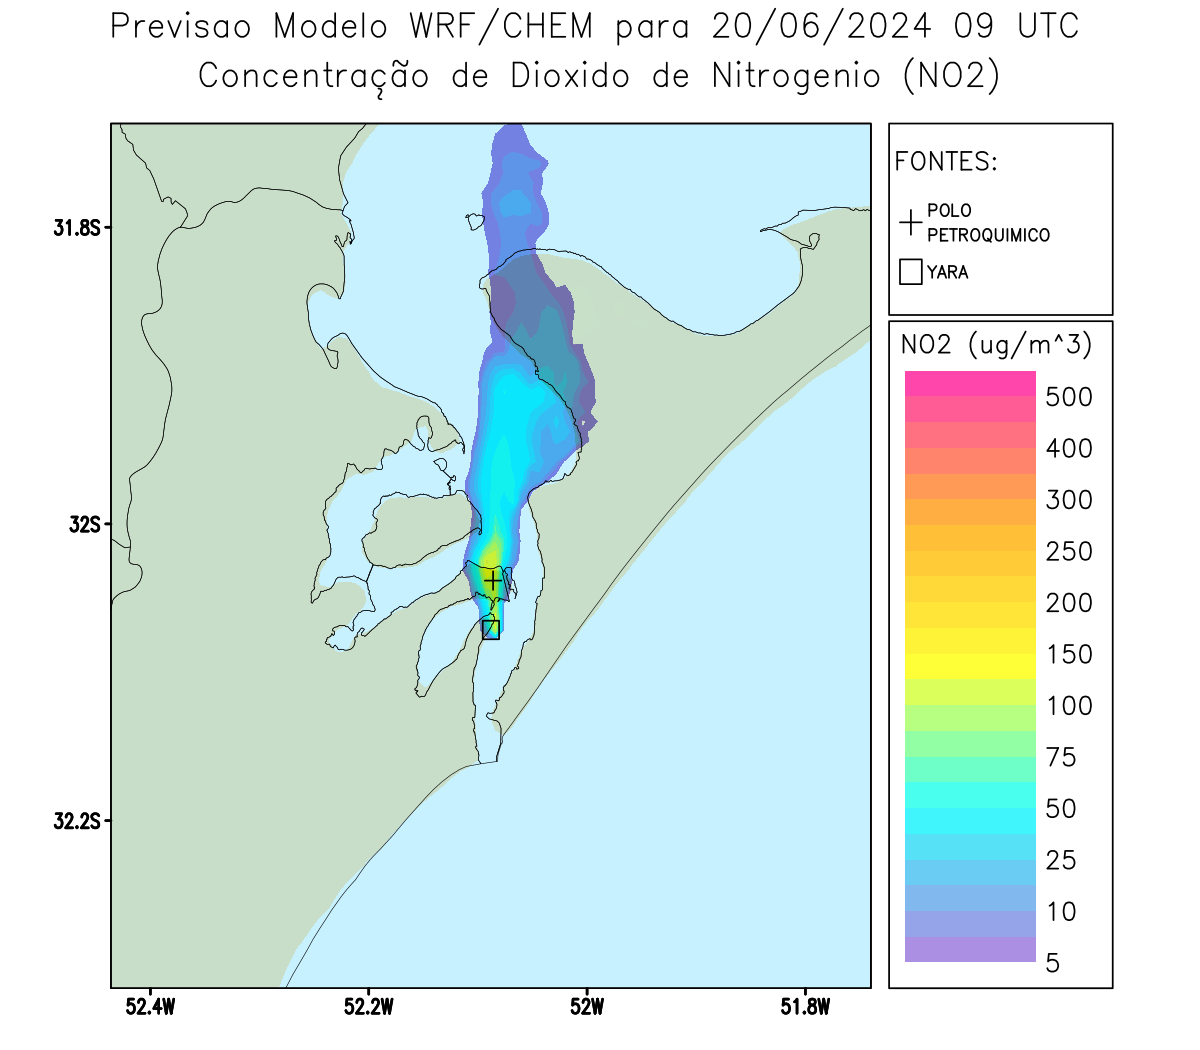 Previsao Modelo WRF/CHEM para 20/06/2024 09 UTC
Concentração de Dioxido de Nitrogenio (NO2)
FONTES:
POLO
PETROQUIMICO
YARA
NO2 (ug/m^3)
500
400
300
250
200
150
100
75
50
25
10
5
31.8S
32S
32.2S
52.4W
52.2W
52W
51.8W